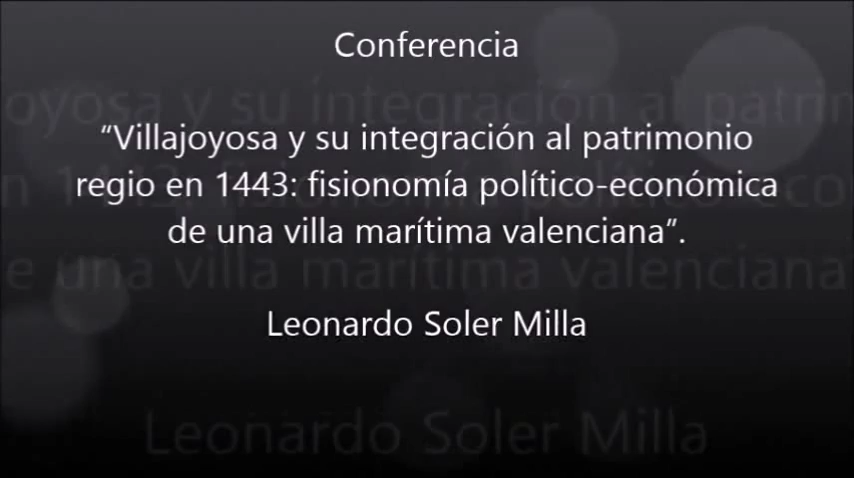 Conferencia
“Villajoyosa y su integración al patrimonio
regio en 1443: fisionomía político-económica
de una villa marítima valenciana”.
Leonardo Soler Milla